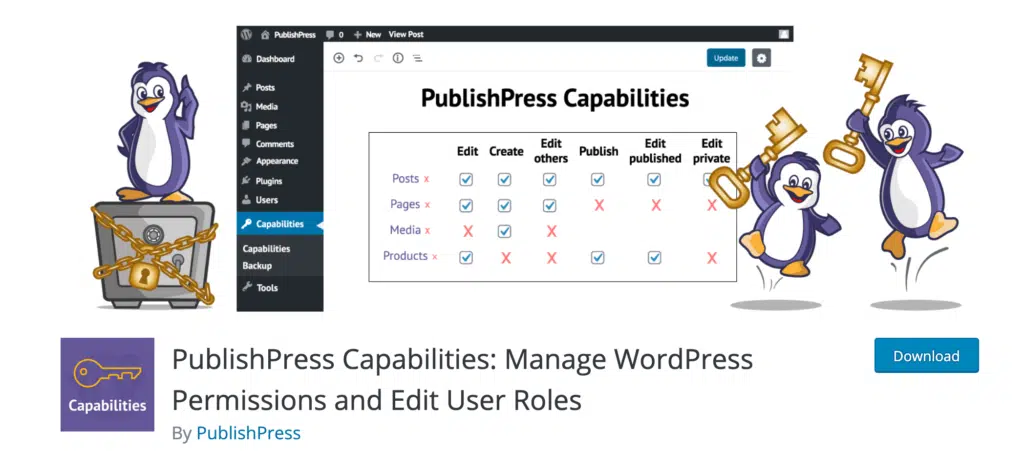 PublishPress 0 New View Post
Dashboard
Posts
Media
Pages
Comments
Appearance
Plugins
Users
Capabilities
Capabilities
Backup
Tools
Update
PublishPress Capabilities
Edit Create Edit others Publish Edit published Edit private
Posts x
Pages x X X X
Media x X X
Products x X X X
Capabilities
PublishPress Capabilities: Manage WordPress
Permissions and Edit User Roles
By PublishPress
Download